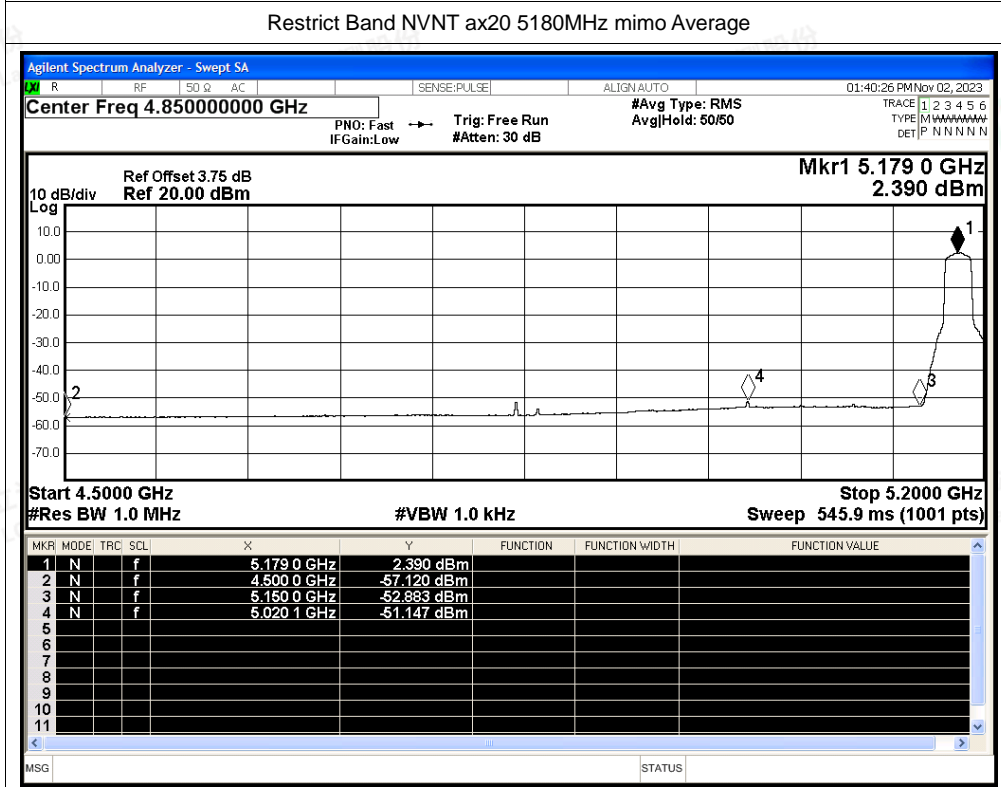 Restrict Band NVNT ax20 5180MHz mimo Average
Agilent Spectrum Analyzer - Swept SA
LXI R RF 50 Ω AC SENSE:PULSE ALIGN AUTO 01:40:26 PM Nov 02, 2023
Center Freq 4.850000000 GHz #Avg Type: RMS TRACE 1 2 3 4 5 6
PNO: Fast Trig: Free Run Avg|Hold: 50/50 TYPE M WWWWW
IFGain:Low #Atten: 30 dB DET P N N N N N
Mkr1 5.179 0 GHz
Ref Offset 3.75 dB
10 dB/div Ref 20.00 dBm 2.390 dBm
Log
10.0
0.00
-10.0
-20.0
-30.0
-40.0
-50.0
-60.0
-70.0
1
2
4
3
Start 4.5000 GHz Stop 5.2000 GHz
#Res BW 1.0 MHz #VBW 1.0 kHz Sweep 545.9 ms (1001 pts)
MKR MODE TRC SCL X Y FUNCTION FUNCTION WIDTH FUNCTION VALUE
1 N f 5.179 0 GHz 2.390 dBm
2 N f 4.500 0 GHz -57.120 dBm
3 N f 5.150 0 GHz -52.883 dBm
4 N f 5.020 1 GHz -51.147 dBm
5
6
7
8
9
10
11
MSG STATUS